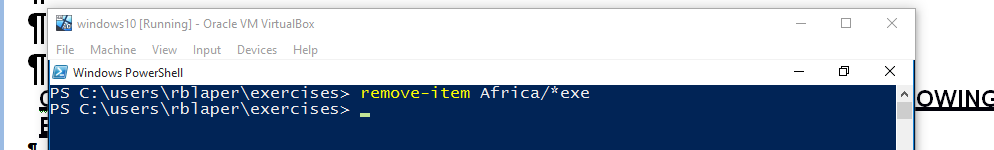 windows10 [Running] - Oracle VM VirtualBox
File Machine View Input Devices Help
Windows PowerShell
PS C:\users\rblaper\exercises> remove-item Africa/*exe
OWING
PS C:\users\rblaper\exercises>